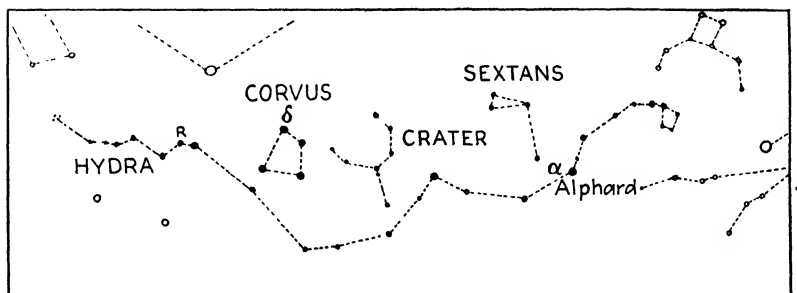 SEXTANS
CORVUS
δ
CRATER
R
HYDRA
α
Alphard